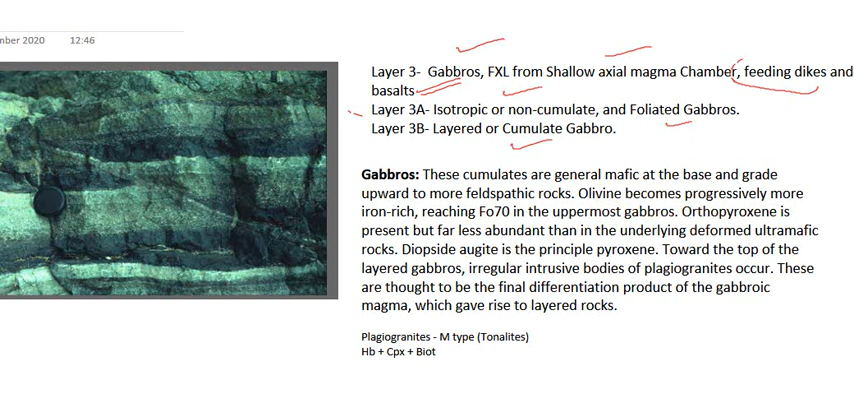 mber 2020 12:46
Layer 3- Gabbros, FXL from Shallow axial magma Chamber, feeding dikes and
basalts
Layer 3A- Isotropic or non-cumulate, and Foliated Gabbros.
Layer 3B- Layered or Cumulate Gabbro.
Gabbros: These cumulates are general mafic at the base and grade
upward to more feldspathic rocks. Olivine becomes progressively more
iron-rich, reaching Fo70 in the uppermost gabbros. Orthopyroxene is
present but far less abundant than in the underlying deformed ultramafic
rocks. Diopside augite is the principle pyroxene. Toward the top of the
layered gabbros, irregular intrusive bodies of plagiogranites occur. These
are thought to be the final differentiation product of the gabbroic
magma, which gave rise to layered rocks.
Plagiogranites - M type (Tonalites)
Hb + Cpx + Biot